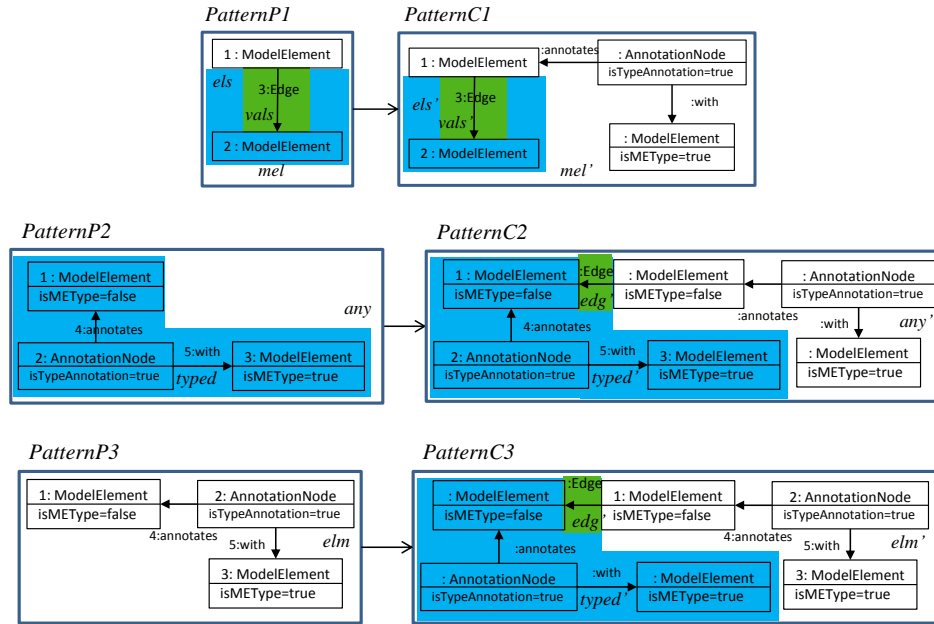 PatternP1
PatternC1
1 : ModelElement
els
3:Edge
vals
2 : ModelElement
mel
1 : ModelElement
:annotates
: AnnotationNode
isTypeAnnotation=true
els’
3:Edge
vals’
:with
2 : ModelElement
: ModelElement
isMEType=true
mel’
PatternP2
PatternC2
1 : ModelElement
isMEType=false
any
4:annotates
2: AnnotationNode
isTypeAnnotation=true
5:with
typed
3: ModelElement
isMEType=true
1 : ModelElement
isMEType=false
:Edge
edg’
: ModelElement
isMEType=false
: AnnotationNode
isTypeAnnotation=true
:annotates
4:annotates
:with
any’
2: AnnotationNode
isTypeAnnotation=true
5:with
typed’
3: ModelElement
isMEType=true
: ModelElement
isMEType=true
PatternP3
PatternC3
1: ModelElement
isMEType=false
2: AnnotationNode
isTypeAnnotation=true
4:annotates
5:with
elm
3: ModelElement
isMEType=true
: ModelElement
isMEType=false
:Edge
edg’
1: ModelElement
isMEType=false
2: AnnotationNode
isTypeAnnotation=true
4:annotates
:annotates
5:with
elm’
: AnnotationNode
isTypeAnnotation=true
:with
typed’
: ModelElement
isMEType=true
3: ModelElement
isMEType=true